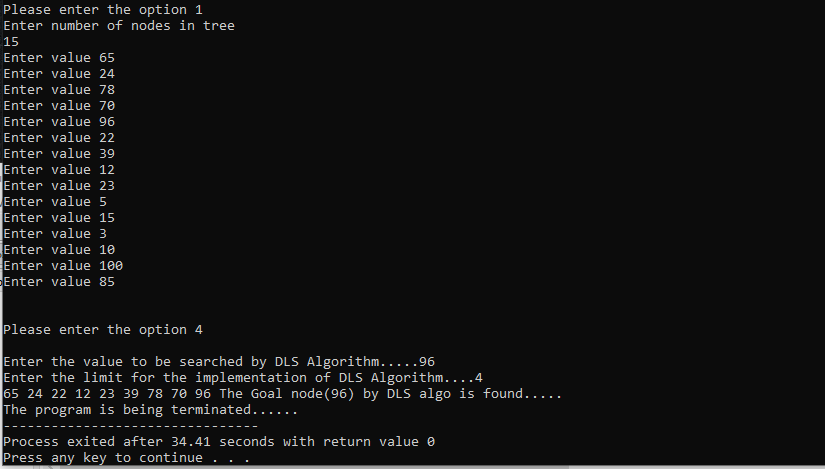 Please enter the option 1
Enter number of nodes in tree
15
Enter value 65
Enter value 24
Enter value 78
Enter value 70
Enter value 96
Enter value 22
Enter value 39
Enter value 12
Enter value 23
Enter value 5
Enter value 15
Enter value 3
Enter value 10
Enter value 100
Enter value 85
Please enter the option 4
Enter the value to be searched by DLS Algorithm.....96
Enter the limit for the implementation of DLS Algorithm....4
65 24 22 12 23 39 78 70 96 The Goal node(96) by DLS algo is found.....
The program is being terminated......
--------------------------------
Process exited after 34.41 seconds with return value 0
Press any key to continue . . .